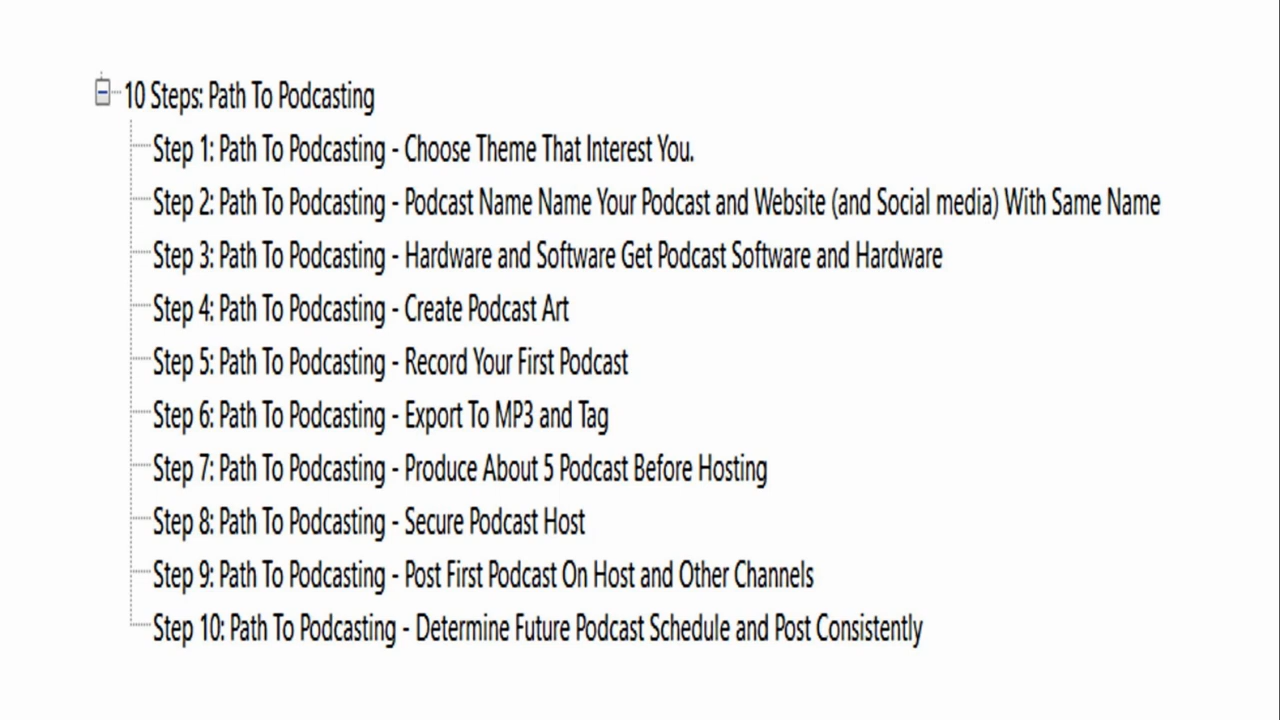 10 Steps: Path To Podcasting
Step 1: Path To Podcasting - Choose Theme That Interest You.
Step 2: Path To Podcasting - Podcast Name Name Your Podcast and Website (and Social media) With Same Name
Step 3: Path To Podcasting - Hardware and Software Get Podcast Software and Hardware
Step 4: Path To Podcasting - Create Podcast Art
Step 5: Path To Podcasting - Record Your First Podcast
Step 6: Path To Podcasting - Export To MP3 and Tag
Step 7: Path To Podcasting - Produce About 5 Podcast Before Hosting
Step 8: Path To Podcasting - Secure Podcast Host
Step 9: Path To Podcasting - Post First Podcast On Host and Other Channels
Step 10: Path To Podcasting - Determine Future Podcast Schedule and Post Consistently